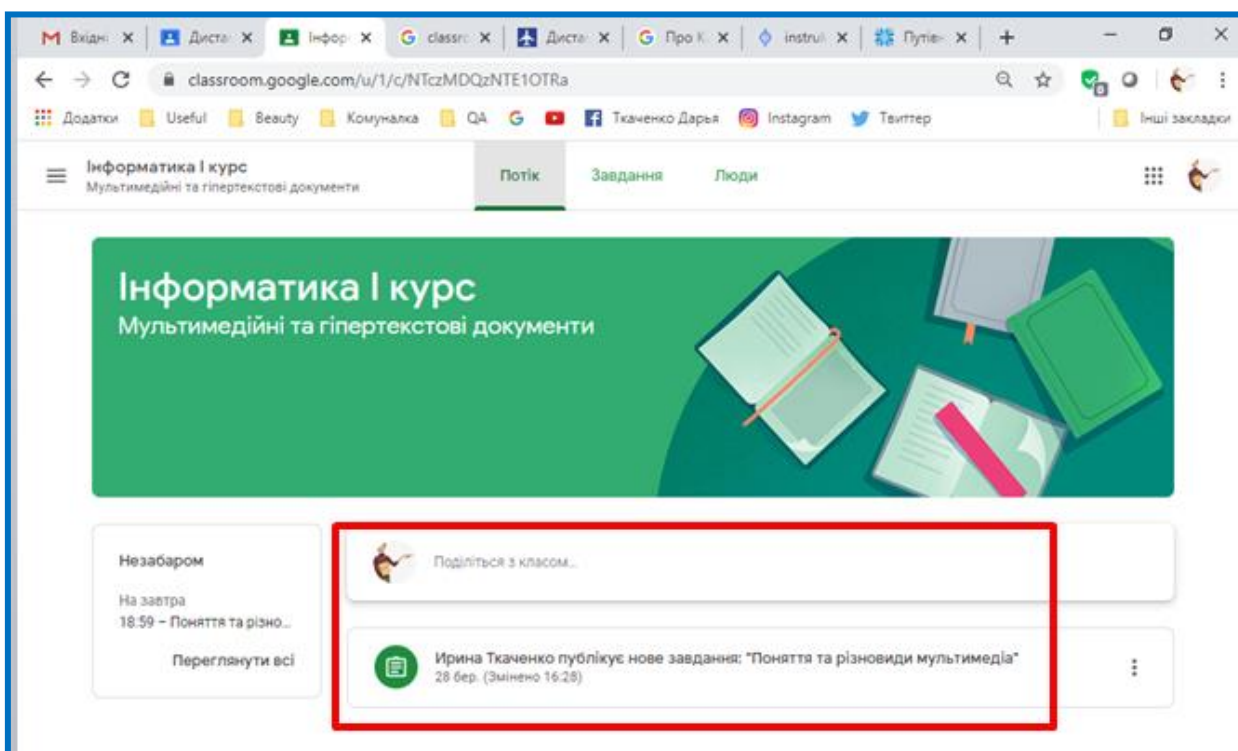 Вхідні Диста Інфор classro Диста Про К instruk Путів
classroom.google.com/u/1/c/NTczMDQzNTE1OTRa
Додатки Useful Beauty Комуналка QA Ткаченко Дарья Instagram Твиттер Інші закладки
Інформатика І курс
Мультимедійні та гіпертекстові документи
Потік Завдання Люди
Інформатика І курс
Мультимедійні та гіпертекстові документи
Незабаром
На завтра
18:59 – Поняття та різно...
Переглянути всі
Поділіться з класом...
Ирина Ткаченко публікує нове завдання: "Поняття та різновиди мультимедіа"
28 бер. (Змінено 16:28)